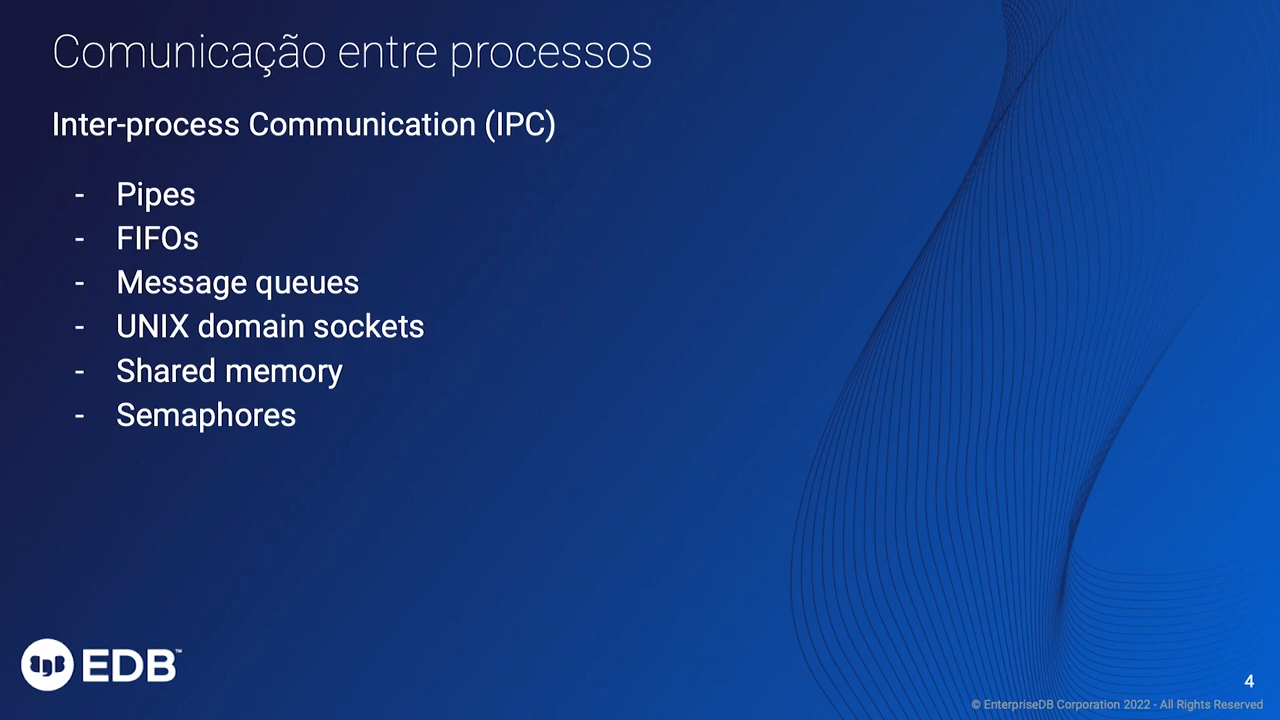 Comunicação entre processos
Inter-process Communication (IPC)
- Pipes
- FIFOs
- Message queues
- UNIX domain sockets
- Shared memory
- Semaphores
EDB™
4
© EnterpriseDB Corporation 2022 - All Rights Reserved